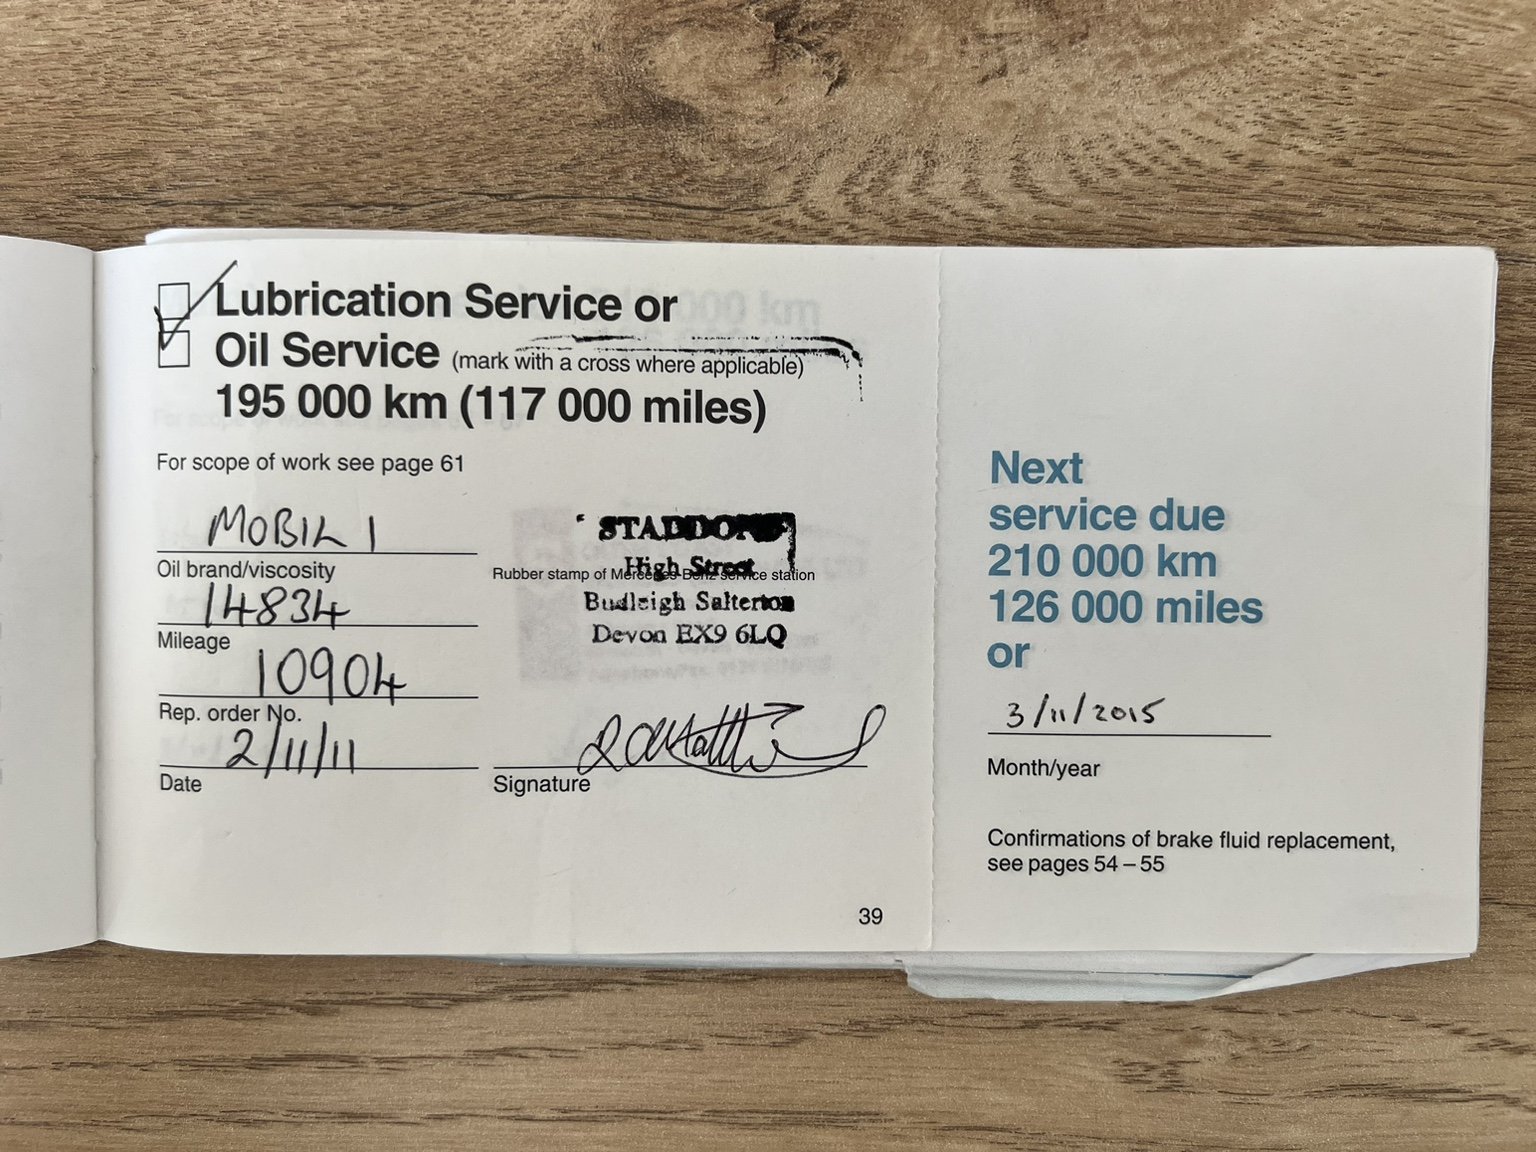 Lubrication Service or
Oil Service (mark with a cross where applicable)
195 000 km (117 000 miles)
For scope of work see page 61
MOBIL 1
Oil brand/viscosity
14834
Mileage
10904
Rep. order No.
2/11/11
Date
High Street
Rubber stamp of Mercedes-Benz service station
Budleigh Salterton
Devon EX9 6LQ
Signature
39
Next
service due
210 000 km
126 000 miles
or
3/11/2015
Month/year
Confirmations of brake fluid replacement,
see pages 54 – 55